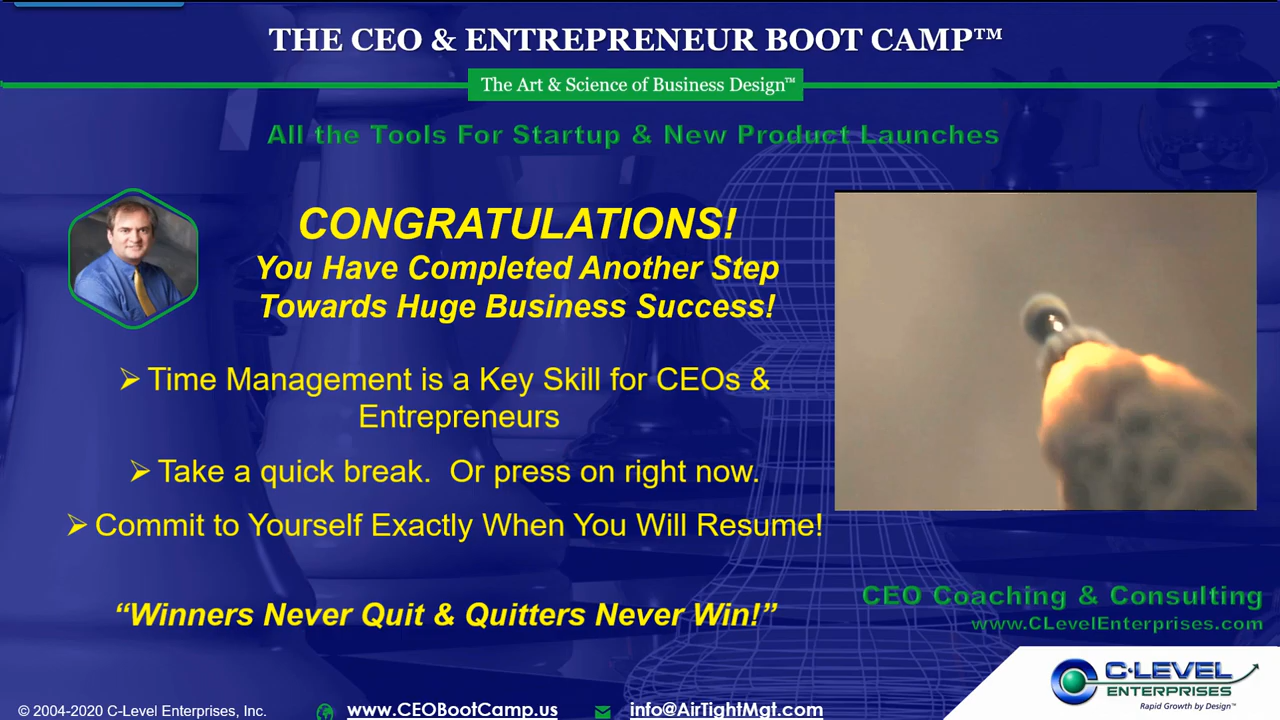 THE CEO & ENTREPRENEUR BOOT CAMP™
The Art & Science of Business Design™
All the Tools For Startup & New Product Launches
CONGRATULATIONS!
You Have Completed Another Step
Towards Huge Business Success!
➢ Time Management is a Key Skill for CEOs &
Entrepreneurs
➢ Take a quick break.  Or press on right now.
➢ Commit to Yourself Exactly When You Will Resume!
“Winners Never Quit & Quitters Never Win!”
CEO Coaching & Consulting
www.CLevelEnterprises.com
C-LEVEL
ENTERPRISES
Rapid Growth by Design™
© 2004-2020 C-Level Enterprises, Inc.
www.CEOBootCamp.us
info@AirTightMgt.com